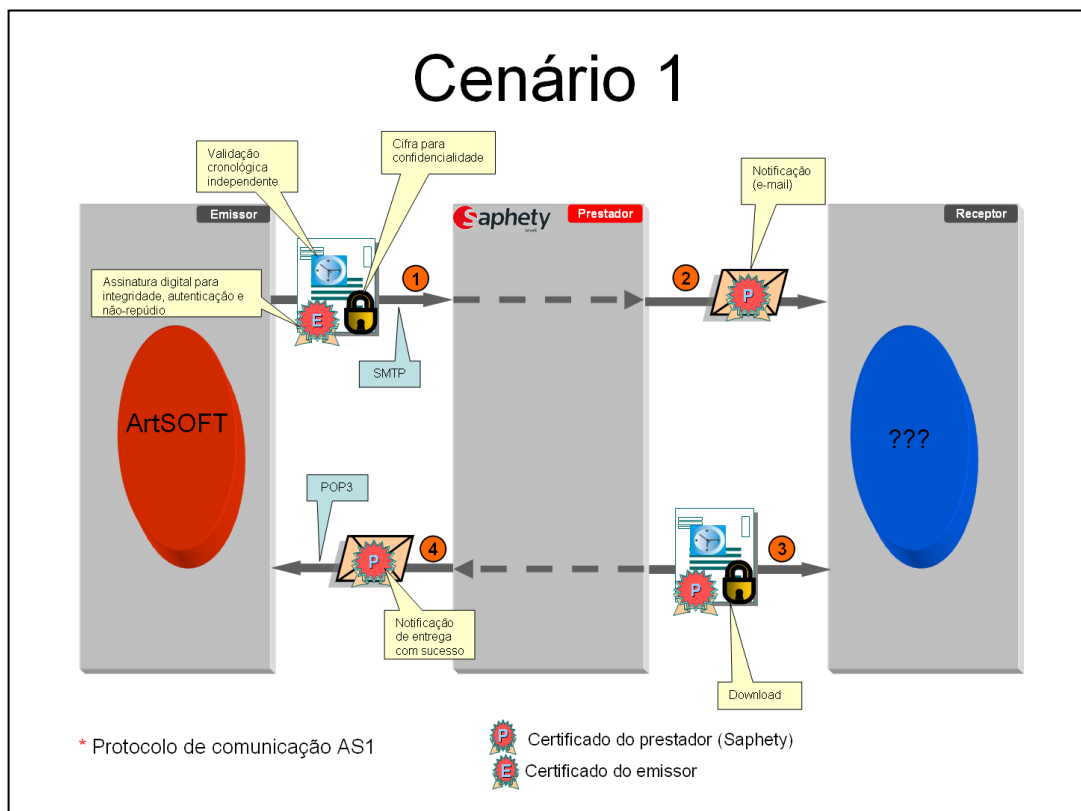 Cenário 1
Validação
cronológica
independente
Cifra para
confidencialidade
Notificação
(e-mail)
Emissor
Saphety
level
Prestador
Receptor
Assinatura digital para
integridade, autenticação e
não-repúdio
E
1
2
P
SMTP
ArtSOFT
???
POP3
P
4
P
3
Notificação
de entrega
com sucesso
Download
* Protocolo de comunicação AS1
P Certificado do prestador (Saphety)
E Certificado do emissor